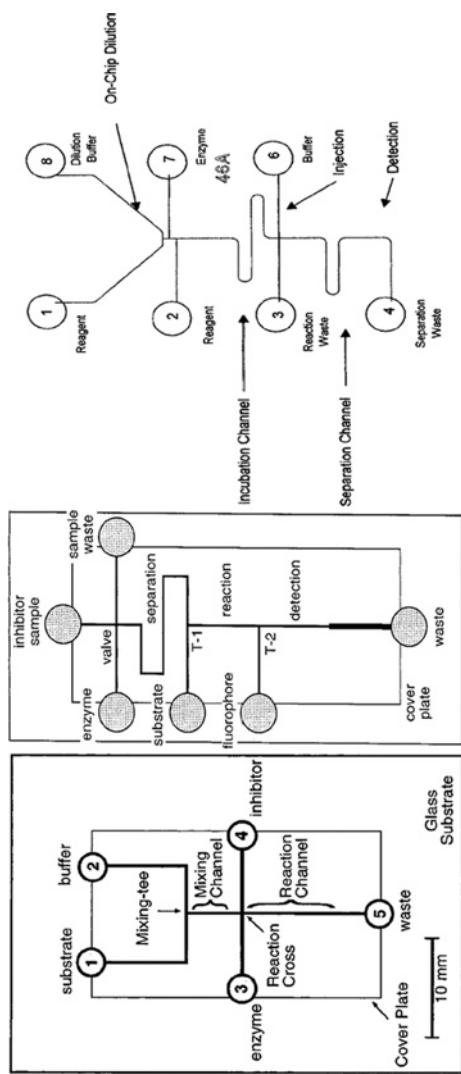 substrate
buffer
1
2
Mixing-tee
Mixing
Channel
3
4
enzyme
inhibitor
Reaction
Cross
Reaction
Channel
5
Cover Plate
waste
Glass
Substrate
10 mm
inhibitor
sample
enzyme
valve
sample
waste
separation
substrate
T-1
reaction
fluorophore
T-2
detection
cover
plate
waste
1
Reagent
8
Dilution
Buffer
On-Chip Dilution
2
Reagent
7
Enzyme
46A
Incubation Channel
3
Reaction
Waste
6
Buffer
Injection
Separation Channel
4
Separation
Waste
Detection